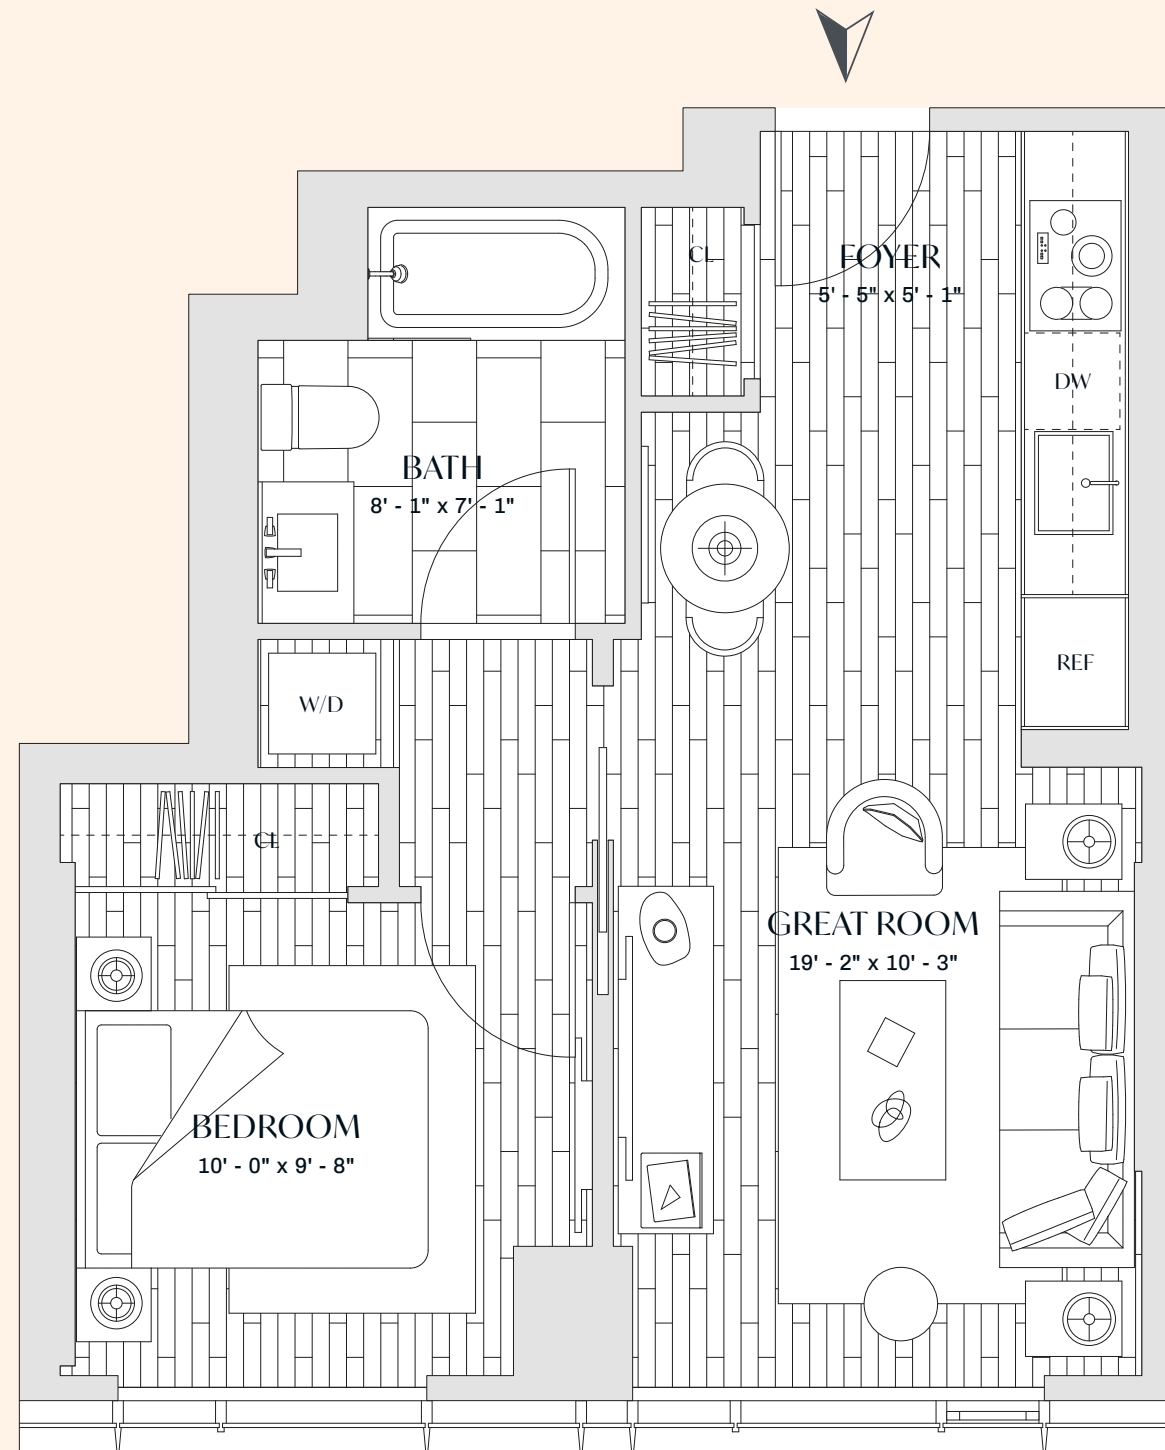 CL
FOYER
5' - 5" x 5' - 1"
DW
BATH
8' - 1" x 7' - 1"
REF
W/D
CL
GREAT ROOM
19' - 2" x 10' - 3"
BEDROOM
10' - 0" x 9' - 8"